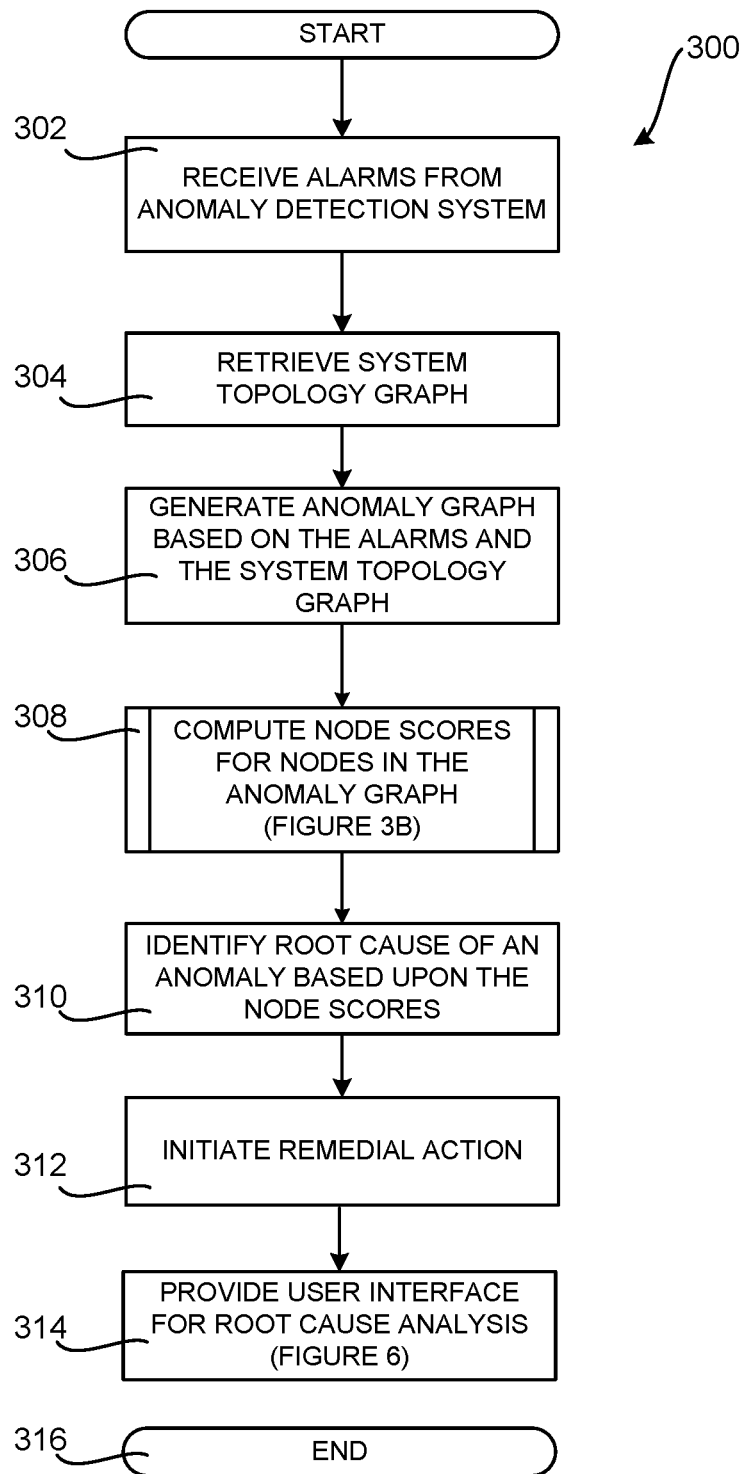 START
300
302
RECEIVE ALARMS FROM
ANOMALY DETECTION SYSTEM
304
RETRIEVE SYSTEM
TOPOLOGY GRAPH
306
GENERATE ANOMALY GRAPH
BASED ON THE ALARMS AND
THE SYSTEM TOPOLOGY
GRAPH
308
COMPUTE NODE SCORES
FOR NODES IN THE
ANOMALY GRAPH
(FIGURE 3B)
310
IDENTIFY ROOT CAUSE OF AN
ANOMALY BASED UPON THE
NODE SCORES
312
INITIATE REMEDIAL ACTION
314
PROVIDE USER INTERFACE
FOR ROOT CAUSE ANALYSIS
(FIGURE 6)
316
END